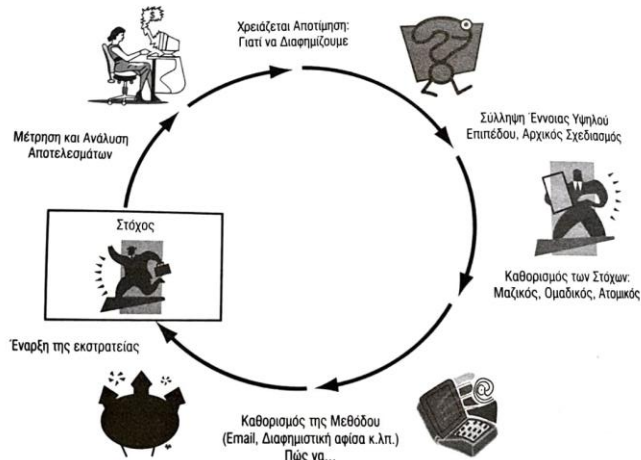 Χρειάζεται Αποτίμηση:
Γιατί να Διαφημίζουμε
Σύλληψη Έννοιας Υψηλού
Επιπέδου, Αρχικός Σχεδιασμός
Καθορισμός των Στόχων:
Μαζικός, Ομαδικός, Ατομικός
Καθορισμός της Μεθόδου
(Email, Διαφημιστική αφίσα κ.λπ.)
Πώς να...
Έναρξη της εκστρατείας
Στόχος
Μέτρηση και Ανάλυση
Αποτελεσμάτων